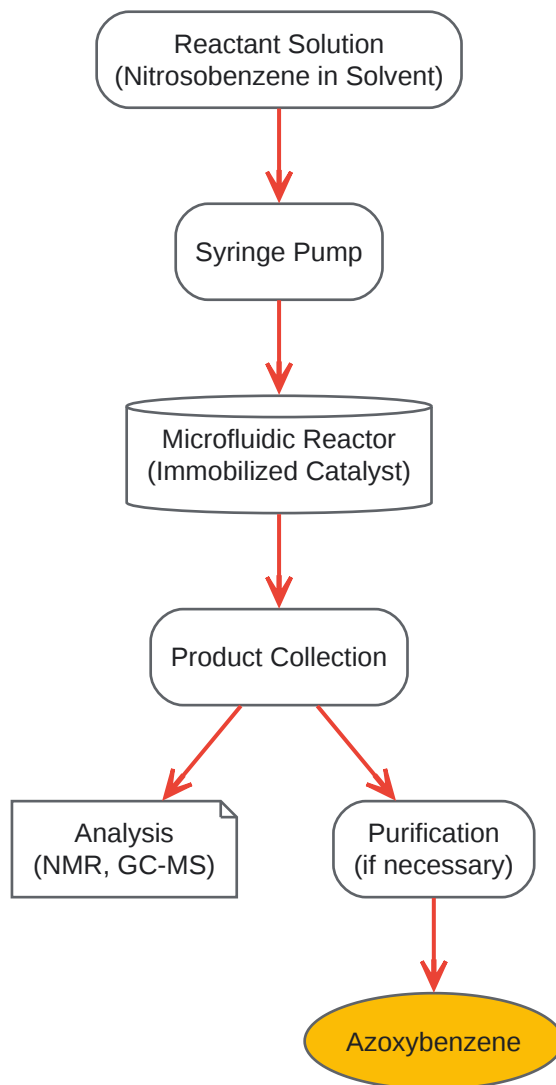 Reactant Solution
(Nitrosobenzene in Solvent)
Syringe Pump
Microfluidic Reactor
(Immobilized Catalyst)
Product Collection
Analysis
(NMR, GC-MS)
Purification
(if necessary)
Azoxybenzene